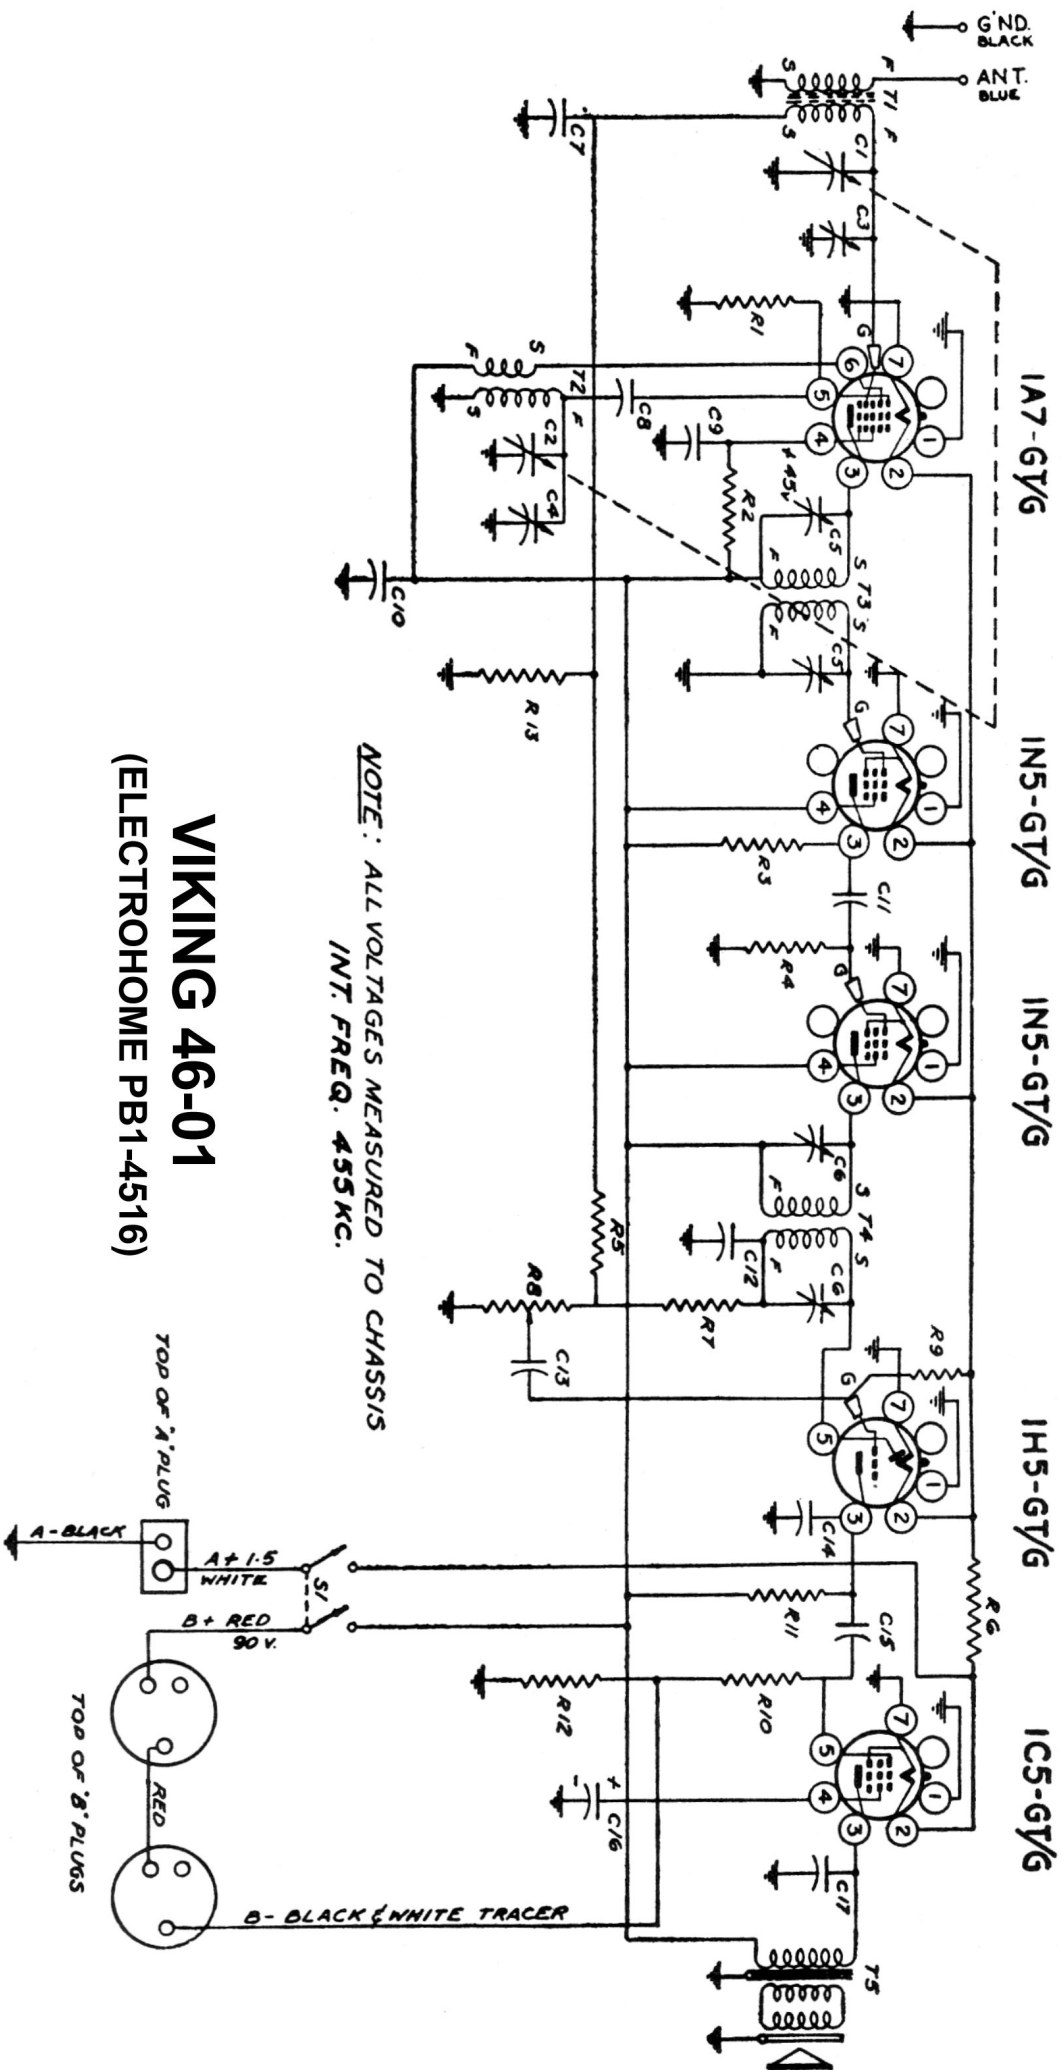 1A7-GT/G
1N5-GT/G
1N5-GT/G
1H5-GT/G
1C5-GT/G
G'ND.
BLACK
ANT.
BLUE
F
S
T1
F
S
C1
C3
C7
R1
G
7
6
5
4
3
2
1
S
F
T2
F
S
C8
C2
C4
C9
R2
+45v
C5
S
F
T3
S
F
C5
C10
R13
G
7
4
3
2
1
R3
C11
R4
G
7
4
3
2
1
C6
S
F
T4
S
F
C6
C12
R5
R7
R8
C13
R9
G
7
5
3
2
1
C14
R6
R11
C15
R10
R12
7
5
4
3
2
1
+
-
C16
C17
T5
NOTE: ALL VOLTAGES MEASURED TO CHASSIS
INT. FREQ. 455 KC.
VIKING 46-01
(ELECTROHOME PB1-4516)
TOP OF 'A' PLUG
A-BLACK
A+ 1.5
WHITE
S1
B+ RED
90 V.
RED
TOP OF 'B' PLUGS
B- BLACK & WHITE TRACER